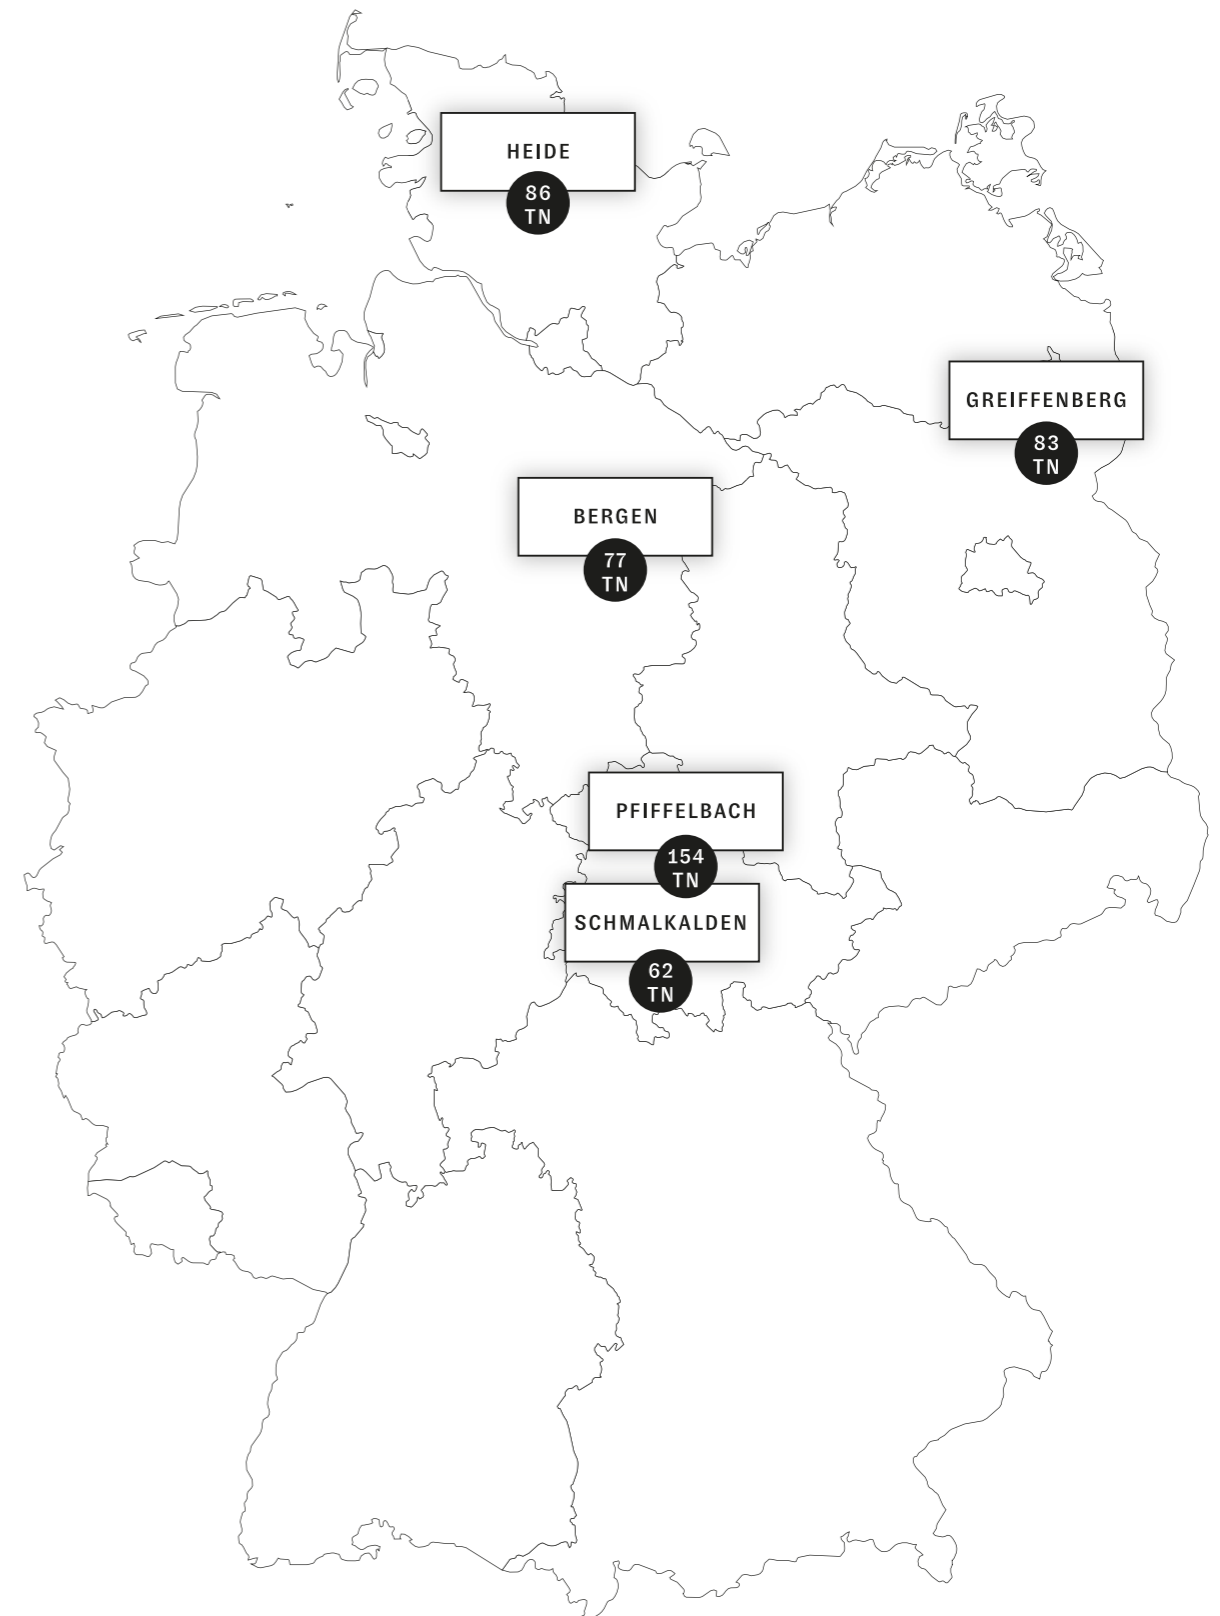 HEIDE
86
TN
GREIFFENBERG
83
TN
BERGEN
77
TN
PFIFFELBACH
154
TN
SCHMALKALDEN
62
TN